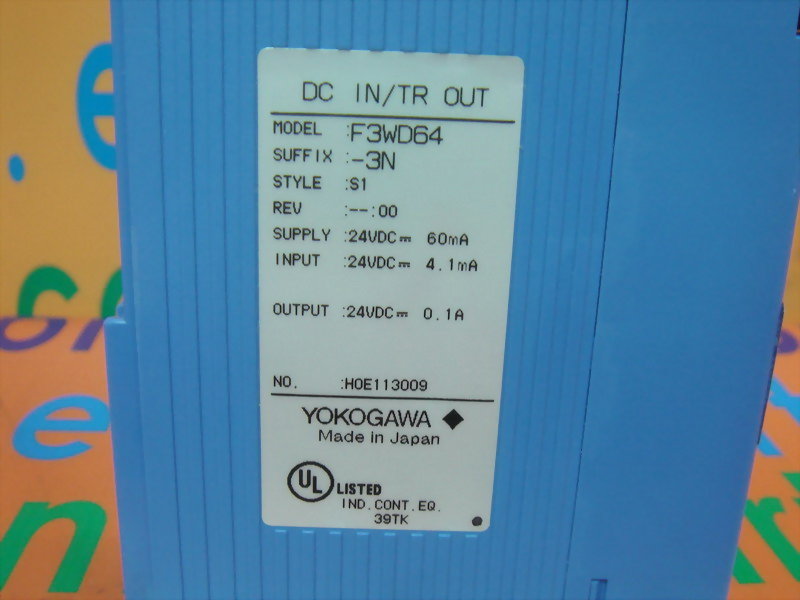 DC IN/TR OUT
MODEL :F3WD64
SUFFIX :-3N
STYLE :S1
REV :--:00
SUPPLY :24VDC⎓ 60mA
INPUT :24VDC⎓ 4.1mA
OUTPUT :24VDC⎓ 0.1A
NO. :H0E113009
YOKOGAWA ◆
Made in Japan
UL LISTED
IND.CONT.EQ.
39TK